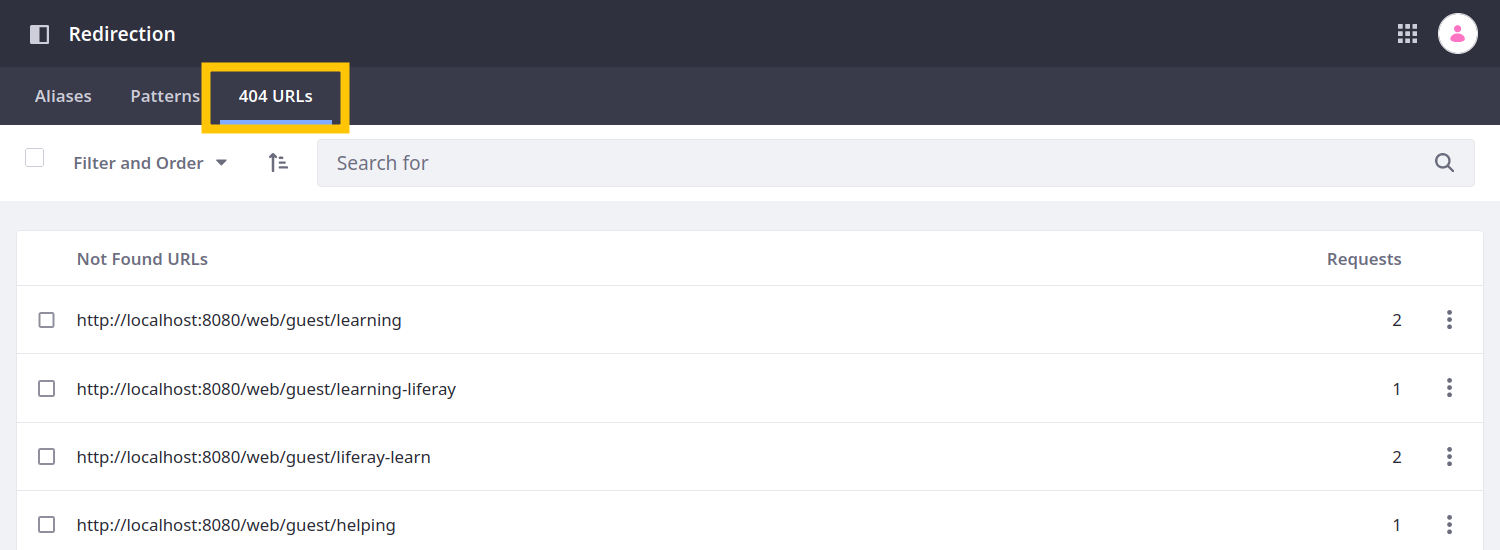 Redirection
Aliases Patterns 404 URLs
Filter and Order Search for
Not Found URLs Requests
http://localhost:8080/web/guest/learning 2
http://localhost:8080/web/guest/learning-liferay 1
http://localhost:8080/web/guest/liferay-learn 2
http://localhost:8080/web/guest/helping 1